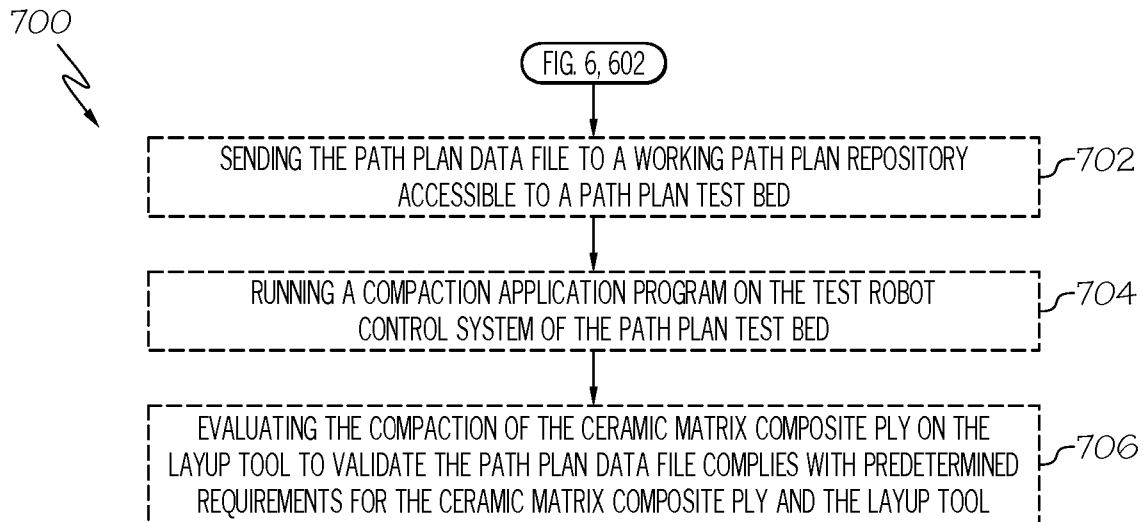 700
FIG. 6, 602
SENDING THE PATH PLAN DATA FILE TO A WORKING PATH PLAN REPOSITORY
ACCESSIBLE TO A PATH PLAN TEST BED
702
RUNNING A COMPACTION APPLICATION PROGRAM ON THE TEST ROBOT
CONTROL SYSTEM OF THE PATH PLAN TEST BED
704
EVALUATING THE COMPACTION OF THE CERAMIC MATRIX COMPOSITE PLY ON THE
LAYUP TOOL TO VALIDATE THE PATH PLAN DATA FILE COMPLIES WITH PREDETERMINED
REQUIREMENTS FOR THE CERAMIC MATRIX COMPOSITE PLY AND THE LAYUP TOOL
706